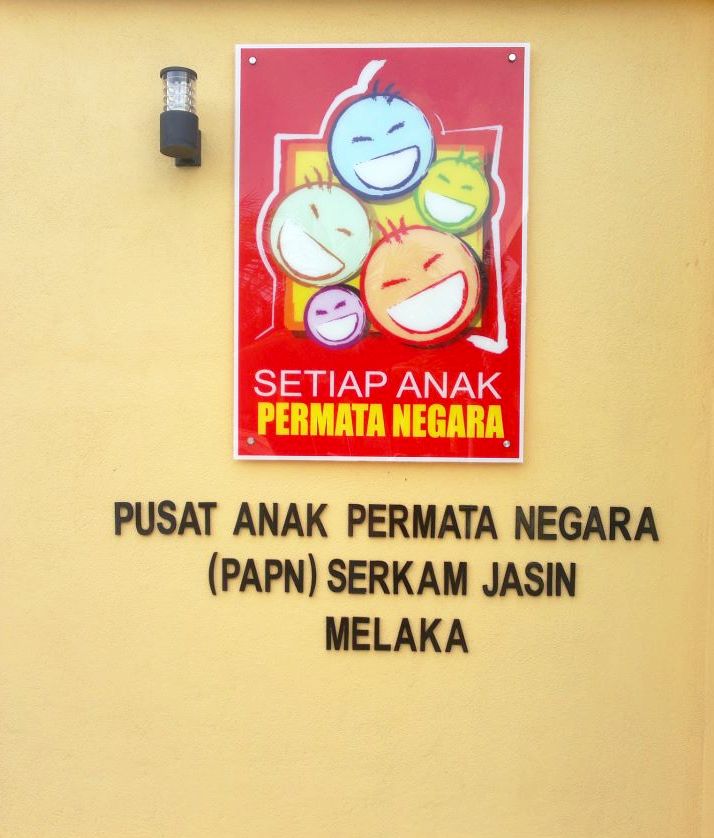 SETIAP ANAK
PERMATA NEGARA
PUSAT ANAK PERMATA NEGARA
(PAPN) SERKAM JASIN
MELAKA